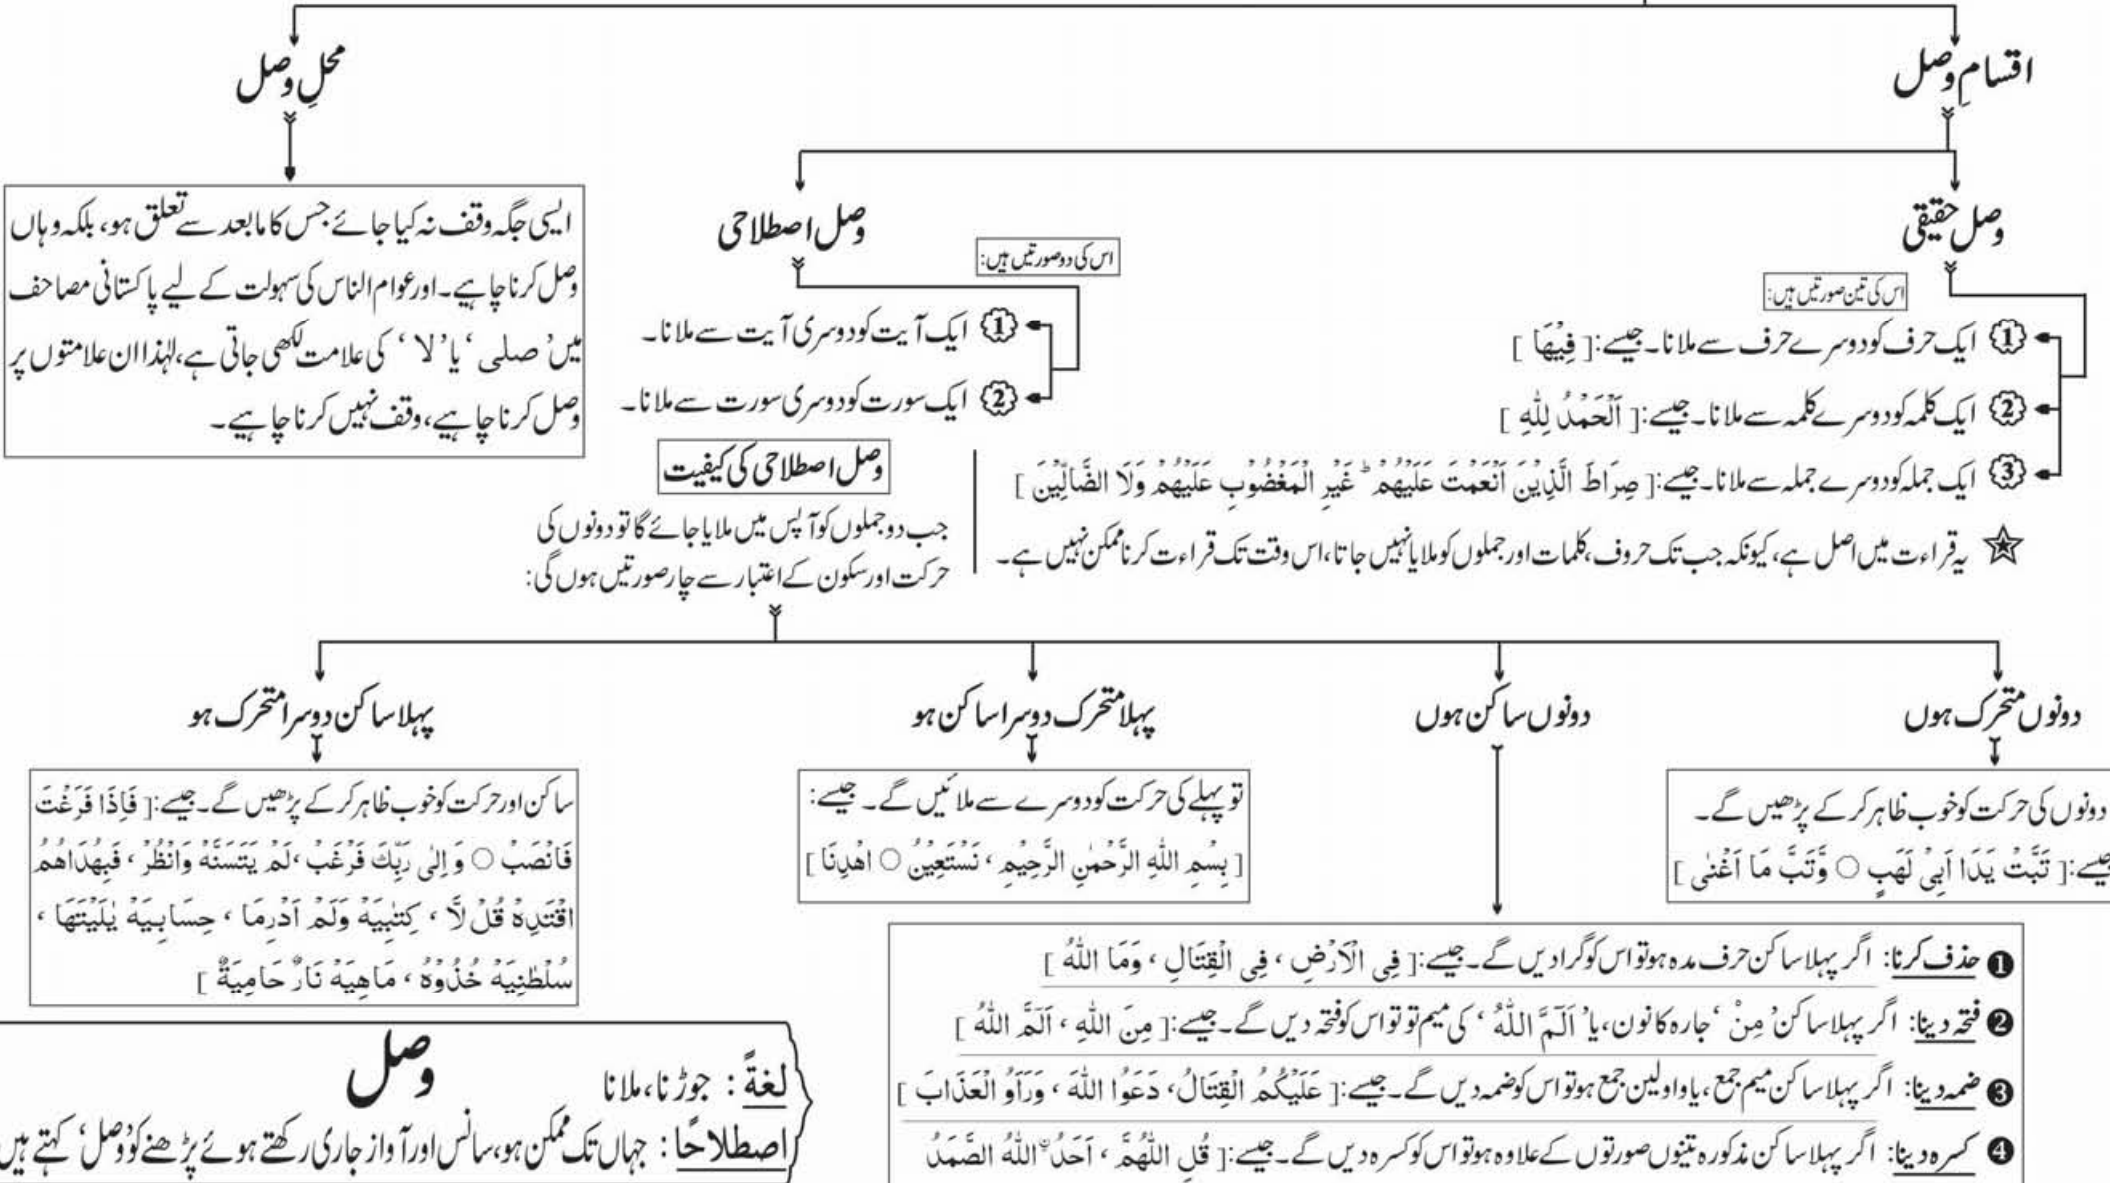 اقسامِ وصل
محلِ وصل
وصل حقیقی
اس کی تین صورتیں ہیں:
① ایک حرف کو دوسرے حرف سے ملانا۔ جیسے:[ فِیْهَا ]
② ایک کلمہ کو دوسرے کلمہ سے ملانا۔ جیسے:[ اَلْحَمْدُ لِلّٰهِ ]
③ ایک جملہ کو دوسرے جملہ سے ملانا۔ جیسے:[ صِرَاطَ الَّذِیْنَ اَنْعَمْتَ عَلَیْهِمْ ۙ غَیْرِ الْمَغْضُوْبِ عَلَیْهِمْ وَلَا الضَّآلِّیْنَ ]
☆ یہ قراءت میں اصل ہے، کیونکہ جب تک حروف، کلمات اور جملوں کو ملایا نہیں جاتا، اس وقت تک قراءت کرنا ممکن نہیں ہے۔
وصل اصطلاحی
اس کی دو صورتیں ہیں:
① ایک آیت کو دوسری آیت سے ملانا۔
② ایک سورت کو دوسری سورت سے ملانا۔
وصل اصطلاحی کی کیفیت
جب دو جملوں کو آپس میں ملایا جائے گا تو دونوں کی
حرکت اور سکون کے اعتبار سے چار صورتیں ہوں گی:
ایسی جگہ وقف نہ کیا جائے جس کا مابعد سے تعلق ہو، بلکہ وہاں
وصل کرنا چاہیے۔ اور عوام الناس کی سہولت کے لیے پاکستانی مصاحف
میں’ صلی ‘ یا ’ لا ‘ کی علامت لکھی جاتی ہے، لہٰذا ان علامتوں پر
وصل کرنا چاہیے، وقف نہیں کرنا چاہیے۔
دونوں متحرک ہوں
دونوں کی حرکت کو خوب ظاہر کر کے پڑھیں گے۔
جیسے:[ تَبَّتْ یَدَا اَبِیْ لَهَبٍ ○ وَّتَبَّ مَا اَغْنٰی ]
دونوں ساکن ہوں
❶ حذف کرنا: اگر پہلا ساکن حرف مدہ ہو تو اس کو گرا دیں گے۔ جیسے:[ فِی الْاَرْضِ ، فِی الْقِتَالِ ، وَمَا اللّٰهُ ]
❷ فتحہ دینا: اگر پہلا ساکن’ مِنْ ‘ جارہ کا نون، یا’ اَلٓمَّ اللّٰهُ ‘ کی میم تو تو اس کو فتحہ دیں گے۔ جیسے:[ مِنَ اللّٰهِ ، اَلٓمَّ اللّٰهُ ]
❸ ضمہ دینا: اگر پہلا ساکن میم جمع، یا واو لین جمع ہو تو اس کو ضمہ دیں گے۔ جیسے:[ عَلَیْکُمُ الْقِتَالُ، دَعَوُا اللّٰهَ ، وَرَاَوُ الْعَذَابَ ]
❹ کسرہ دینا: اگر پہلا ساکن مذکورہ تینوں صورتوں کے علاوہ ہو تو اس کو کسرہ دیں گے۔ جیسے:[ قُلِ اللّٰهُمَّ ، اَحَدُ نِ اللّٰهُ الصَّمَدُ
پہلا متحرک دوسرا ساکن ہو
تو پہلے کی حرکت کو دوسرے سے ملائیں گے۔ جیسے:
[ بِسْمِ اللّٰهِ الرَّحْمٰنِ الرَّحِیْمِ ، نَسْتَعِیْنُ ○ اهْدِنَا ]
پہلا ساکن دوسرا متحرک ہو
ساکن اور حرکت کو خوب ظاہر کر کے پڑھیں گے۔ جیسے:[ فَاِذَا فَرَغْتَ
فَانْصَبْ ○ وَ اِلٰی رَبِّكَ فَرْغَبْ ، لَمْ یَتَسَنَّهْ وَانْظُرْ ، فَبِهُدَاهُمُ
اقْتَدِهْ قُلْ لَّا ، کِتٰبِیَهْ وَلَمْ اَدْرِمَا ، حِسَابِیَهْ یٰلَیْتَهَا ،
سُلْطٰنِیَهْ خُذُوْهُ ، مَاهِیَهْ نَارٌ حَامِیَةٌ ]
وصل
لغةً : جوڑنا، ملانا
اصطلاحًا : جہاں تک ممکن ہو، سانس اور آواز جاری رکھتے ہوئے پڑھنے کو ’وصل‘ کہتے ہیں